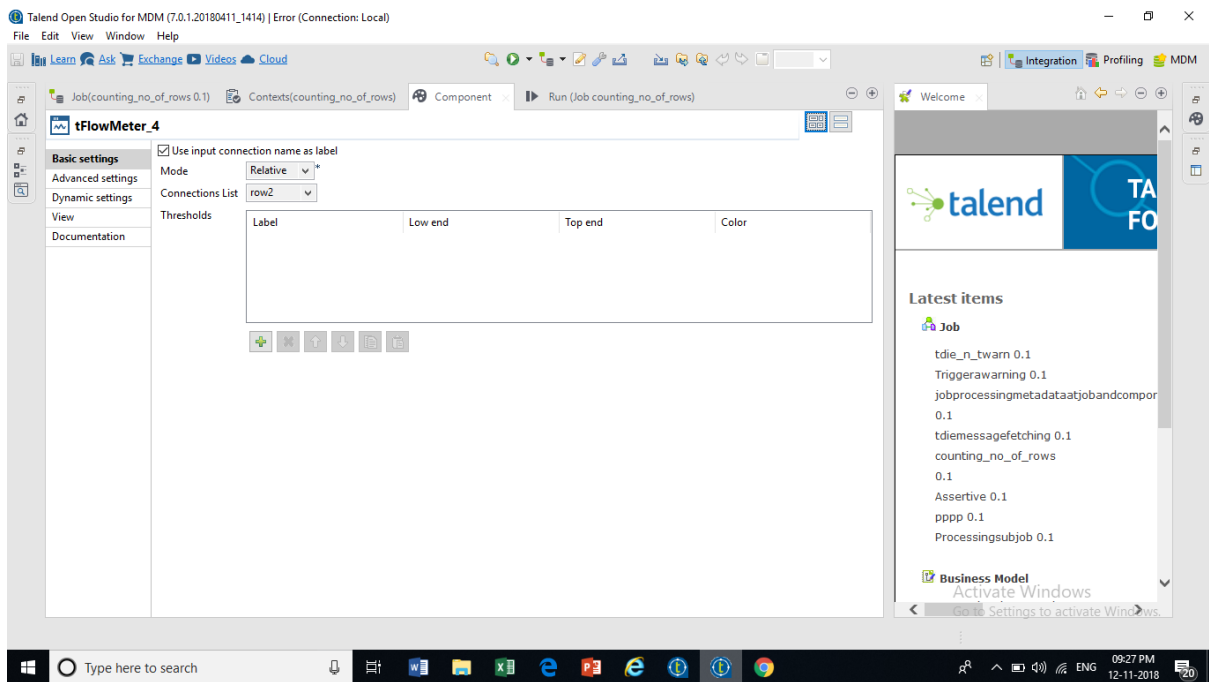 Talend Open Studio for MDM (7.0.1.20180411_1414) | Error (Connection: Local)
File Edit View Window Help
Learn Ask Exchange Videos Cloud
Integration Profiling MDM
Job(counting_no_of_rows 0.1) Contexts(counting_no_of_rows) Component Run (Job counting_no_of_rows)
Welcome
tFlowMeter_4
Basic settings
Advanced settings
Dynamic settings
View
Documentation
Use input connection name as label
Mode Relative *
Connections List row2
Thresholds
Label Low end Top end Color
talend
TA
FO
Latest items
Job
tdie_n_twarn 0.1
Triggerawarning 0.1
jobprocessingmetadataatjobandcompor
0.1
tdiemessagefetching 0.1
counting_no_of_rows
0.1
Assertive 0.1
pppp 0.1
Processingsubjob 0.1
Business Model
Activate Windows
Go to Settings to activate Windows.
Type here to search
ENG
09:27 PM
12-11-2018
20